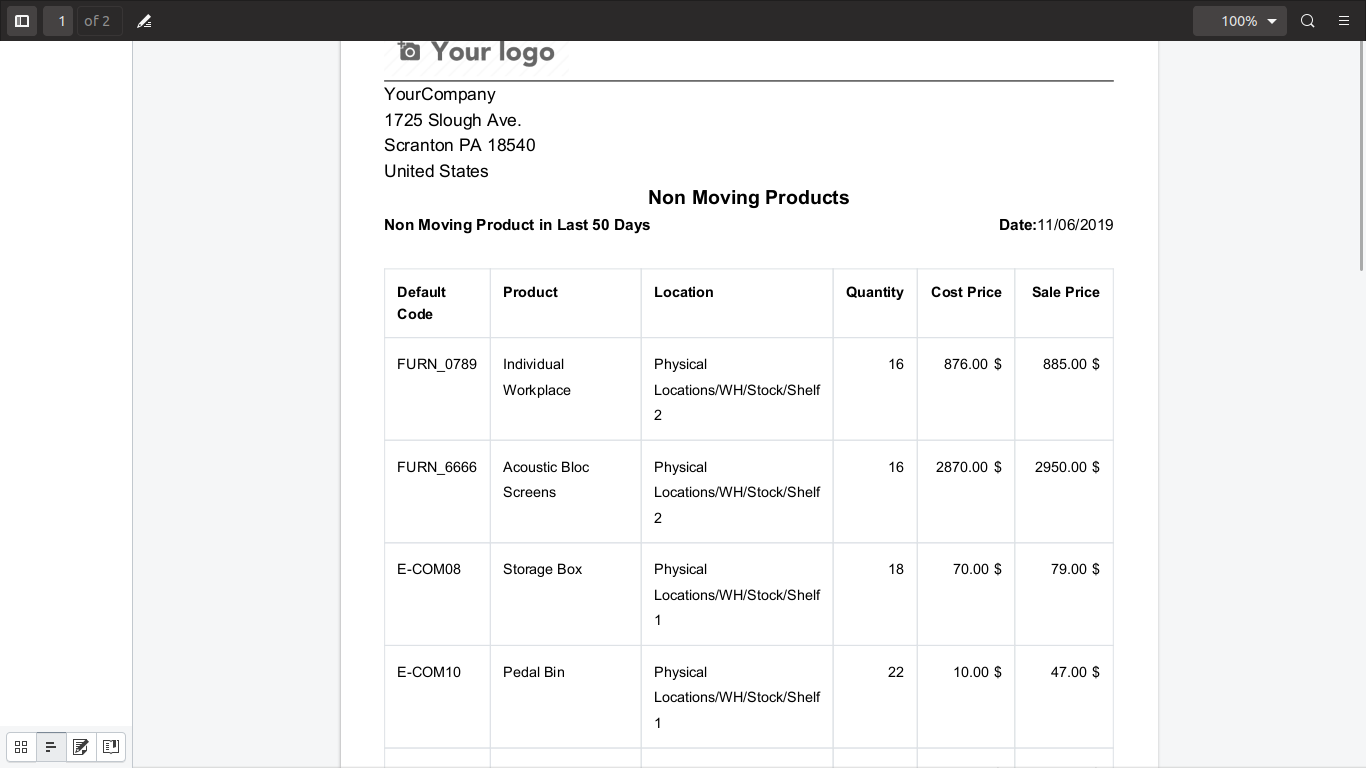 1 of 2 100%
Your logo
YourCompany
1725 Slough Ave.
Scranton PA 18540
United States
Non Moving Products
Non Moving Product in Last 50 Days Date:11/06/2019
Default Product Location Quantity Cost Price Sale Price
Code
FURN_0789 Individual Physical 16 876.00 $ 885.00 $
Workplace Locations/WH/Stock/Shelf
2
FURN_6666 Acoustic Bloc Physical 16 2870.00 $ 2950.00 $
Screens Locations/WH/Stock/Shelf
2
E-COM08 Storage Box Physical 18 70.00 $ 79.00 $
Locations/WH/Stock/Shelf
1
E-COM10 Pedal Bin Physical 22 10.00 $ 47.00 $
Locations/WH/Stock/Shelf
1